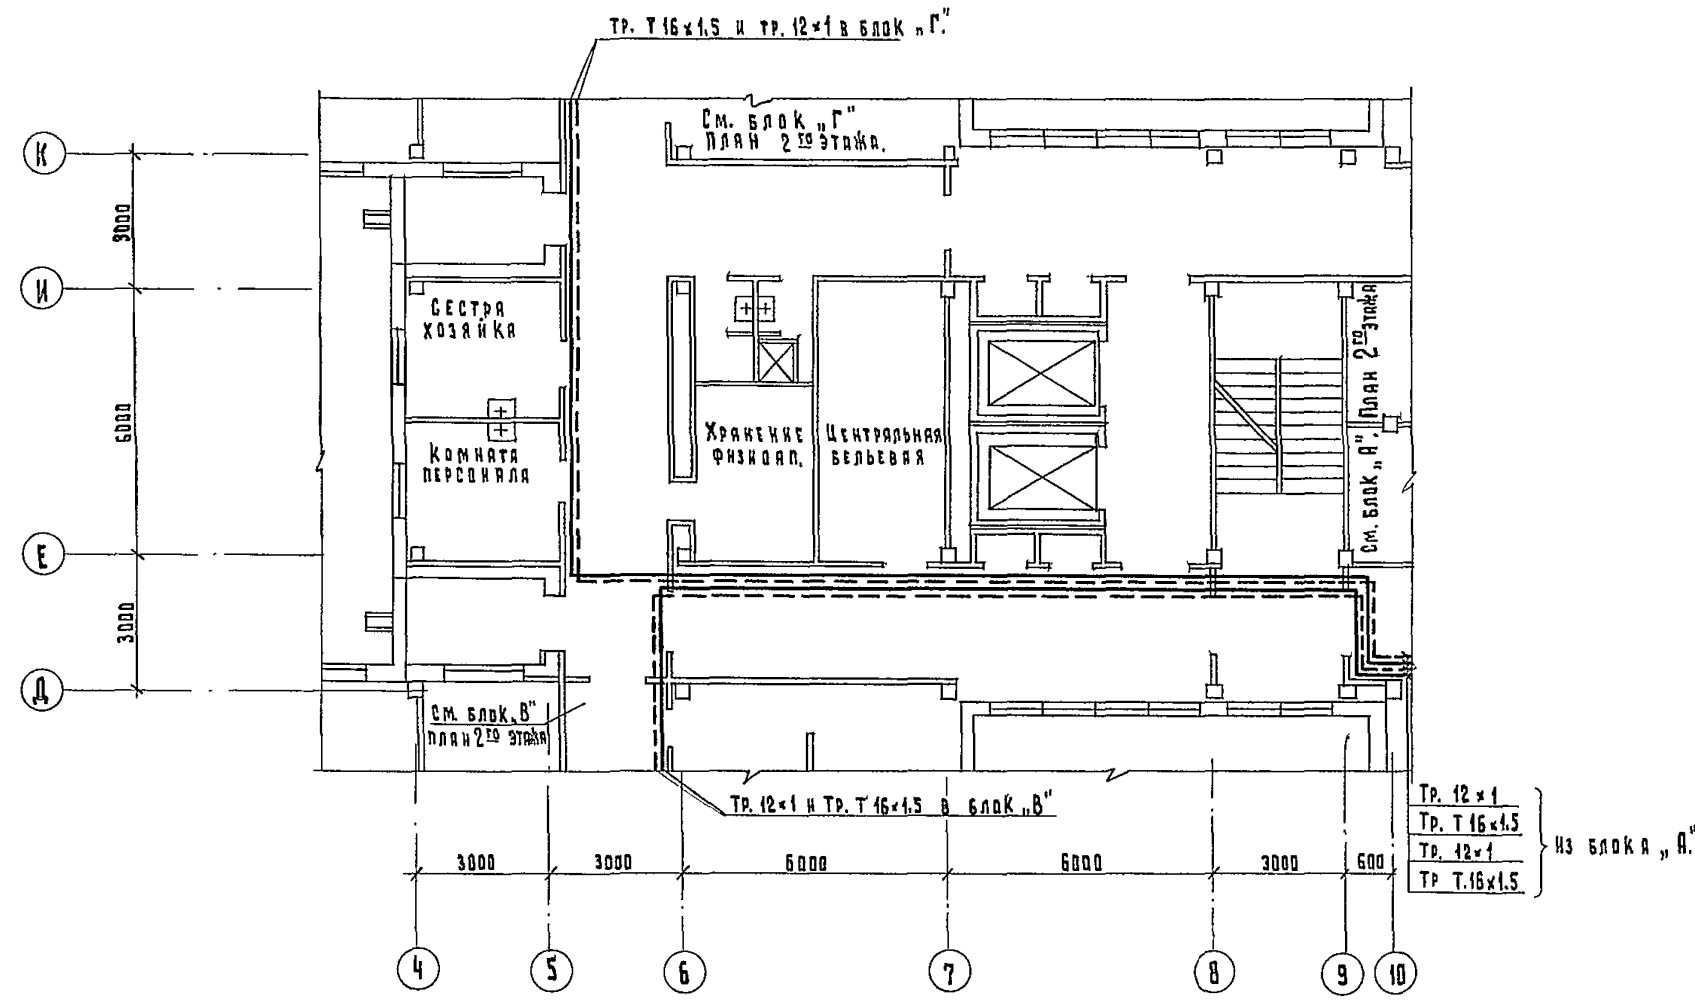 Тр. Т 16×1.5 и тр. 12×1 в блок „Г."
См. блок „Г"
план 2го этажа.
К
3000
И
Сестра
хозяйка
6000
Комната
персонала
Хранение
физиоап.
Центральная
бельевая
См. блок „А". План 2го этажа
Е
3000
Д
См. блок „В"
план 2го этажа
Тр. 12×1 и Тр. Т 16×1.5 в блок „В"
Тр. 12×1
Тр. Т 16×1.5
Тр. 12×1
Тр Т.16×1.5
из блока „А."
3000 3000 6000 6000 3000 600
4 5 6 7 8 9 10